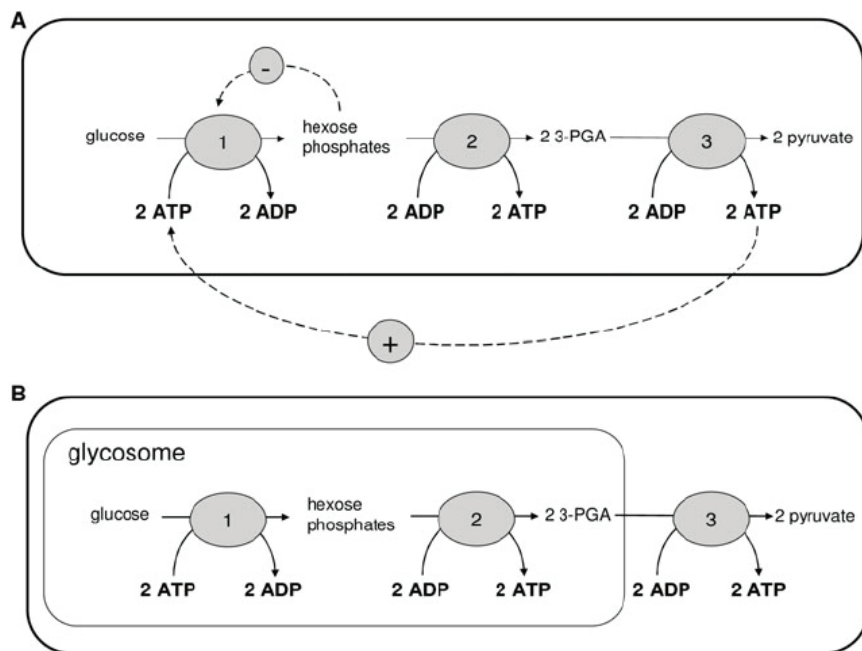 A
-
glucose
1
hexose
phosphates
2
2 3-PGA
3
2 pyruvate
2 ATP
2 ADP
2 ADP
2 ATP
2 ADP
2 ATP
+
B
glycosome
glucose
1
hexose
phosphates
2
2 3-PGA
3
2 pyruvate
2 ATP
2 ADP
2 ADP
2 ATP
2 ADP
2 ATP